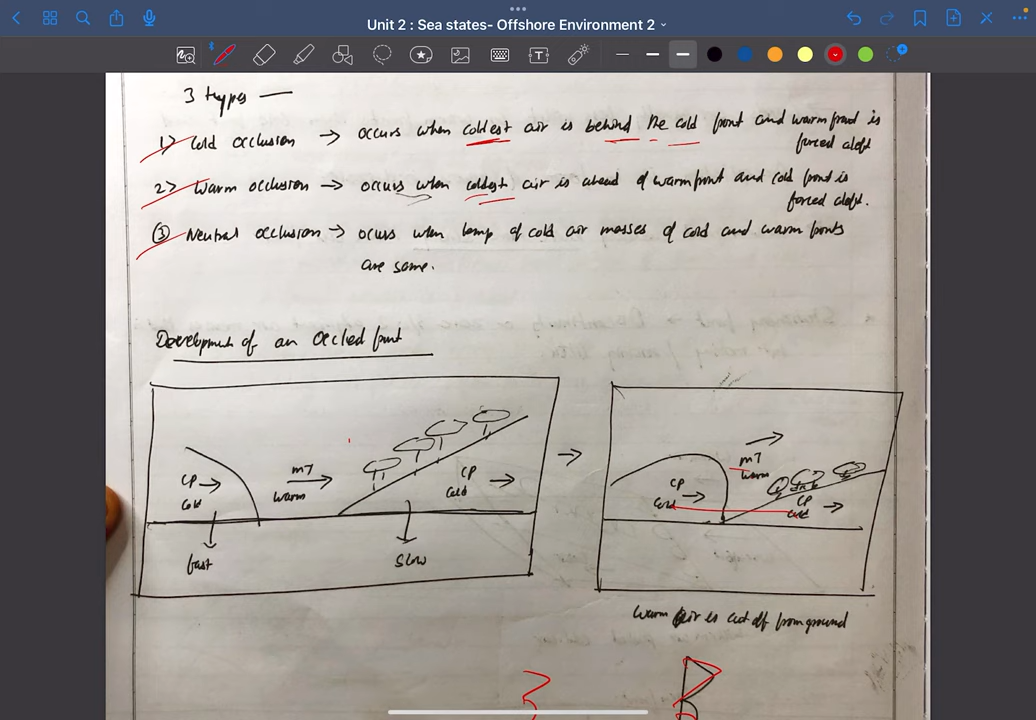 Unit 2 : Sea states- Offshore Environment 2
3 types —
1) Cold occlusion → occurs when coldest air is behind the cold front and warm front is
forced aloft
2) Warm occlusion → occurs when coldest air is ahead of warm front and cold front is
forced aloft.
③ Neutral occlusion → ocurs when temp of cold air masses of cold and warm fronts
are same.
Development of an Occled front
CP →
Cold
mT
warm
CP
Cold
fast
slow
→
mT
warm
CP
Cold
CP
Cold
warm air is cut off from ground
3
B